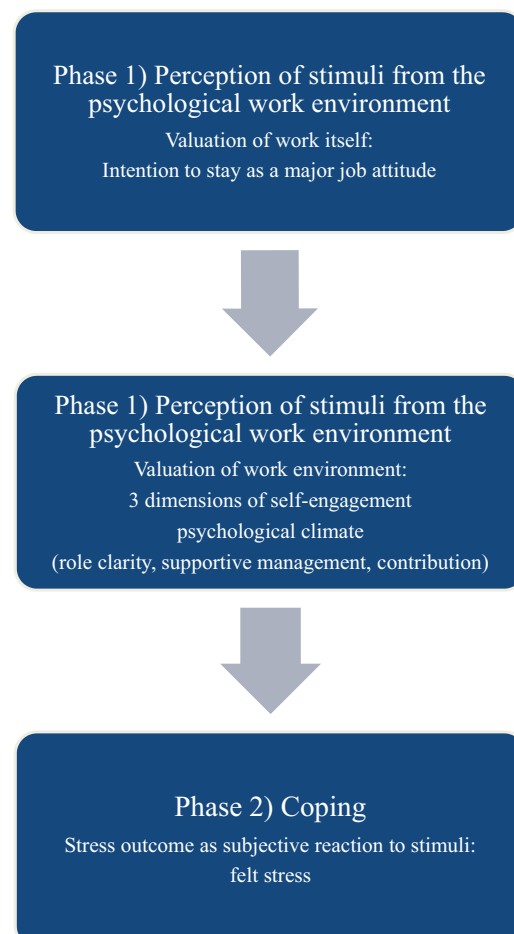 Phase 1) Perception of stimuli from the
psychological work environment
Valuation of work itself:
Intention to stay as a major job attitude
Phase 1) Perception of stimuli from the
psychological work environment
Valuation of work environment:
3 dimensions of self-engagement
psychological climate
(role clarity, supportive management, contribution)
Phase 2) Coping
Stress outcome as subjective reaction to stimuli:
felt stress